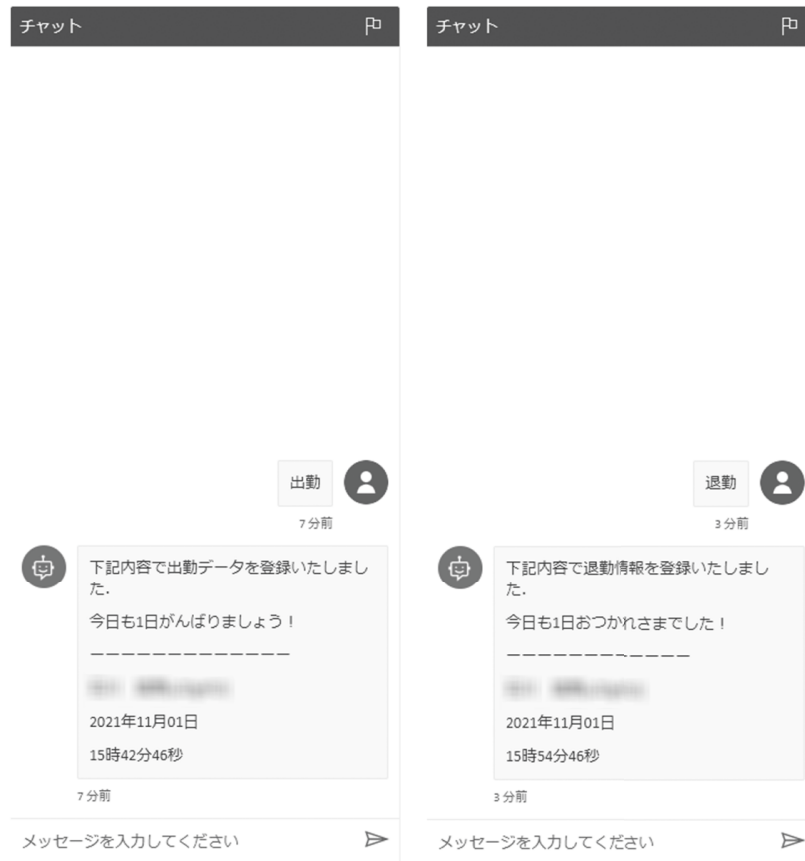 チャット
出勤
7 分前
下記内容で出勤データを登録いたしまし
た.
今日も1日がんばりましょう！
ーーーーーーーーーーーーー
2021年11月01日
15時42分46秒
7 分前
メッセージを入力してください
チャット
退勤
3 分前
下記内容で退勤情報を登録いたしまし
た.
今日も1日おつかれさまでした！
ーーーーーーーーーーーー
2021年11月01日
15時54分46秒
3 分前
メッセージを入力してください